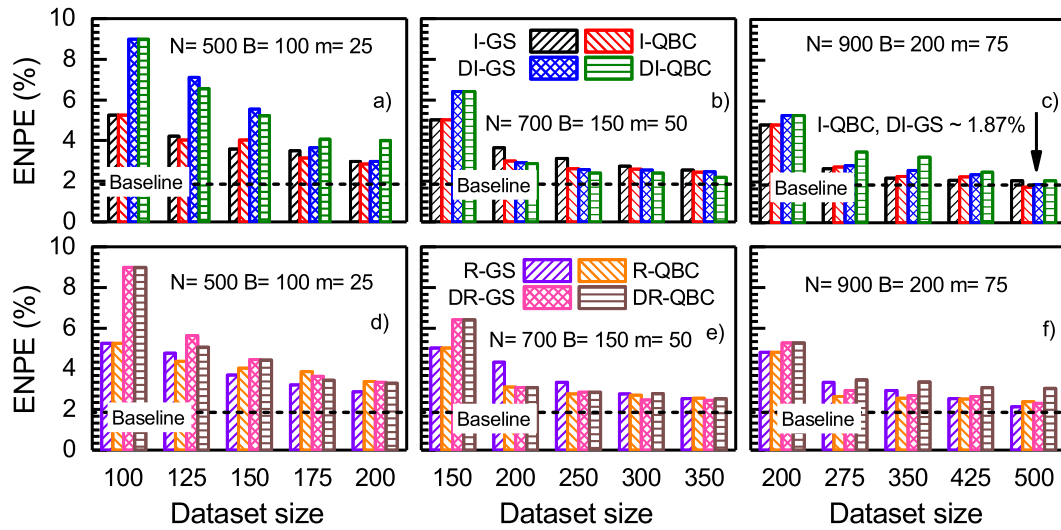 ENPE (%)
10
8
6
4
2
0
N= 500 B= 100 m= 25
a)
Baseline
I-GS
I-QBC
DI-GS
DI-QBC
b)
N= 700 B= 150 m= 50
Baseline
N= 900 B= 200 m= 75
c)
I-QBC, DI-GS ~ 1.87%
Baseline
ENPE (%)
10
8
6
4
2
0
N= 500 B= 100 m= 25
d)
Baseline
100 125 150 175 200
Dataset size
R-GS
R-QBC
DR-GS
DR-QBC
N= 700 B= 150 m= 50
e)
Baseline
150 200 250 300 350
Dataset size
N= 900 B= 200 m= 75
f)
Baseline
200 275 350 425 500
Dataset size